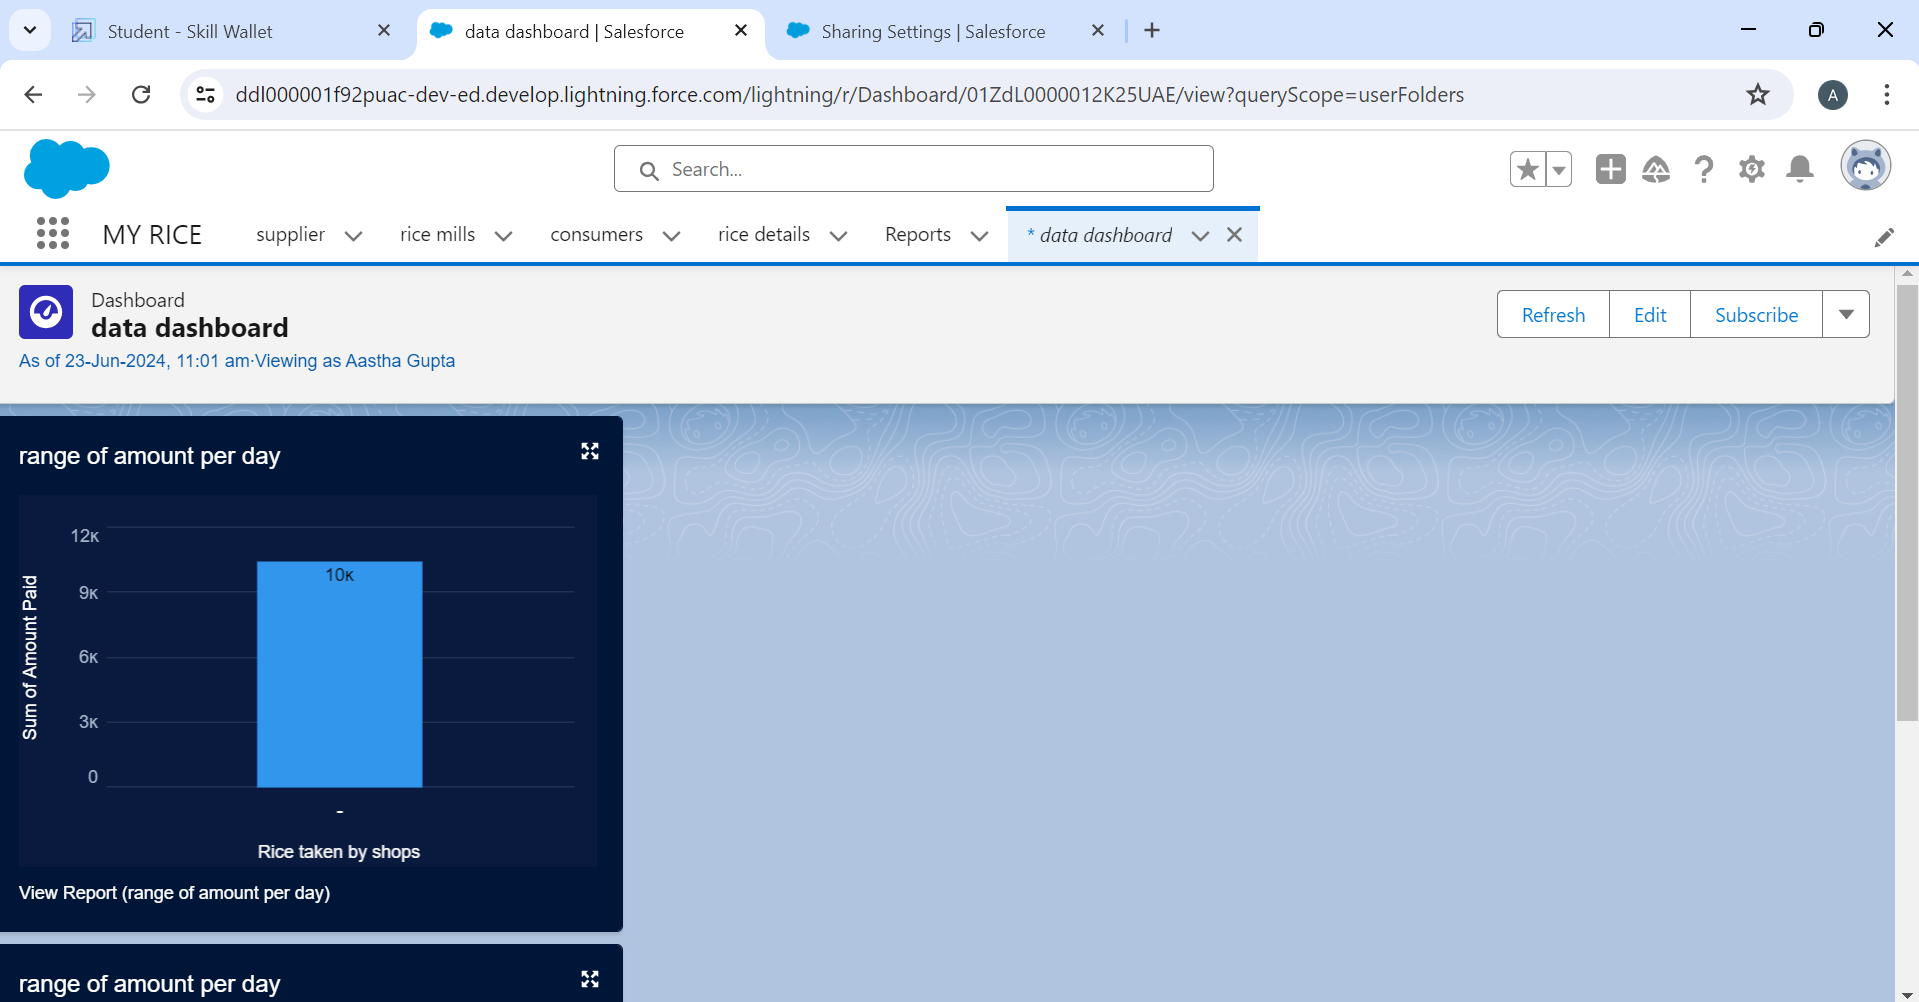 Student - Skill Wallet
data dashboard | Salesforce
Sharing Settings | Salesforce
ddl000001f92puac-dev-ed.develop.lightning.force.com/lightning/r/Dashboard/01ZdL0000012K25UAE/view?queryScope=userFolders
A
Search...
MY RICE
supplier
rice mills
consumers
rice details
Reports
* data dashboard
Dashboard
data dashboard
As of 23-Jun-2024, 11:01 am·Viewing as Aastha Gupta
Refresh
Edit
Subscribe
range of amount per day
Sum of Amount Paid
12K
9K
6K
3K
0
10K
-
Rice taken by shops
View Report (range of amount per day)
range of amount per day